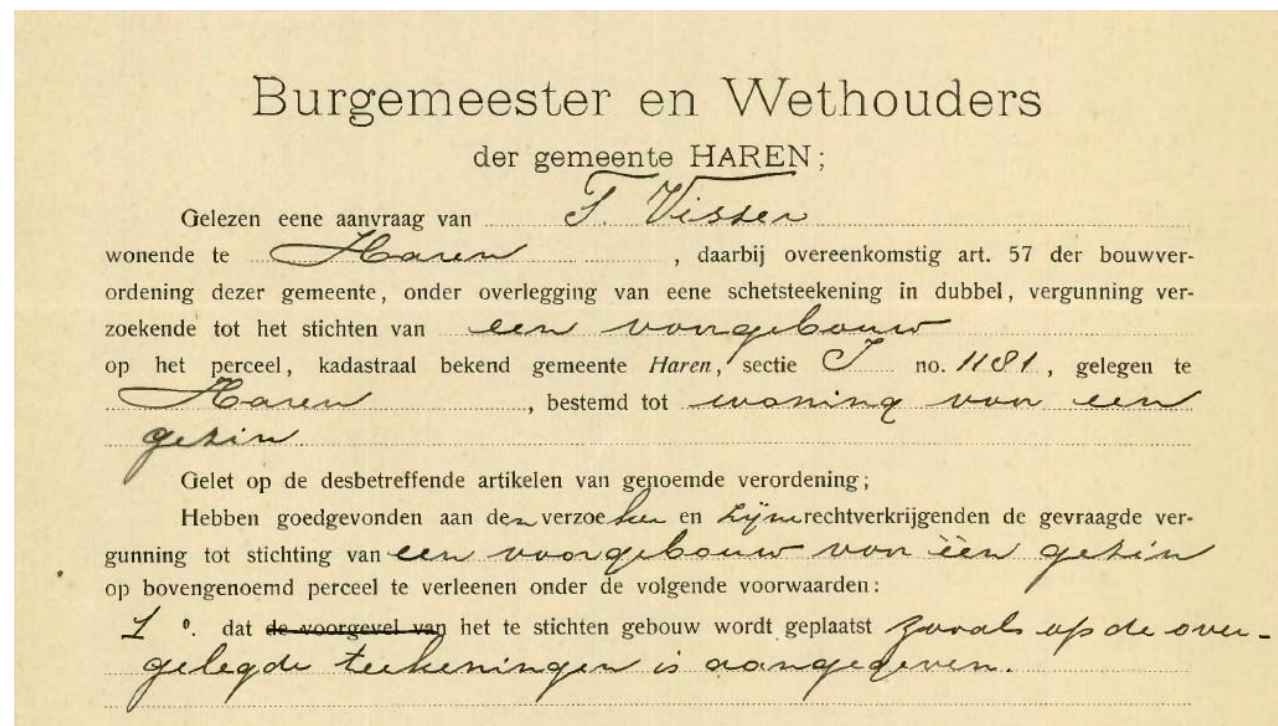 Burgemeester en Wethouders
der gemeente HAREN;
Gelezen eene aanvraag van T. Visser
wonende te Haren, daarbij overeenkomstig art. 57 der bouwver-
ordening dezer gemeente, onder overlegging van eene schetsteekening in dubbel, vergunning ver-
zoekende tot het stichten van een voorgebouw
op het perceel, kadastraal bekend gemeente Haren, sectie I no. 1181, gelegen te
Haren, bestemd tot woning voor een
gezin
Gelet op de desbetreffende artikelen van genoemde verordening;
Hebben goedgevonden aan den verzoeker en zijne rechtverkrijgenden de gevraagde ver-
gunning tot stichting van een voorgebouw voor één gezin
op bovengenoemd perceel te verleenen onder de volgende voorwaarden:
1°. dat de voorgevel van het te stichten gebouw wordt geplaatst zooals op de over-
gelegde teekeningen is aangegeven.